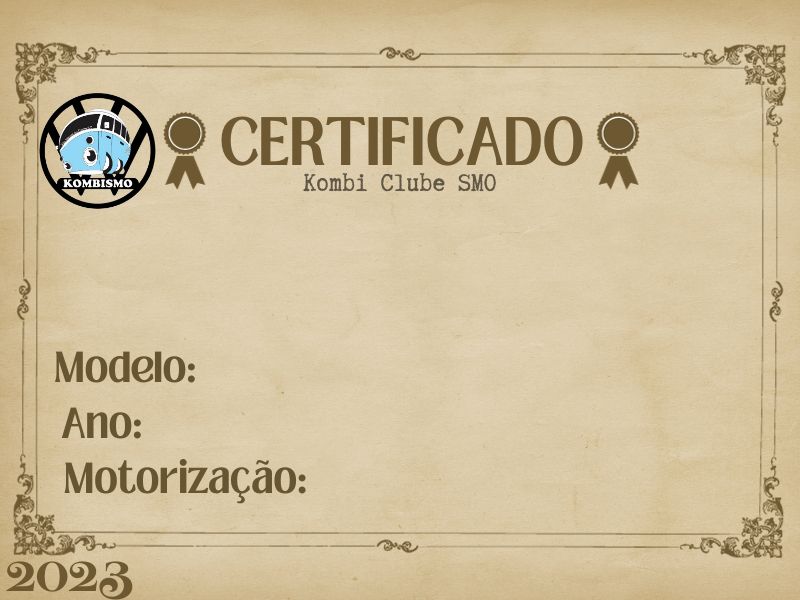 CERTIFICADO
Kombi Clube SMO
KOMBISMO
Modelo:
Ano:
Motorização:
2023